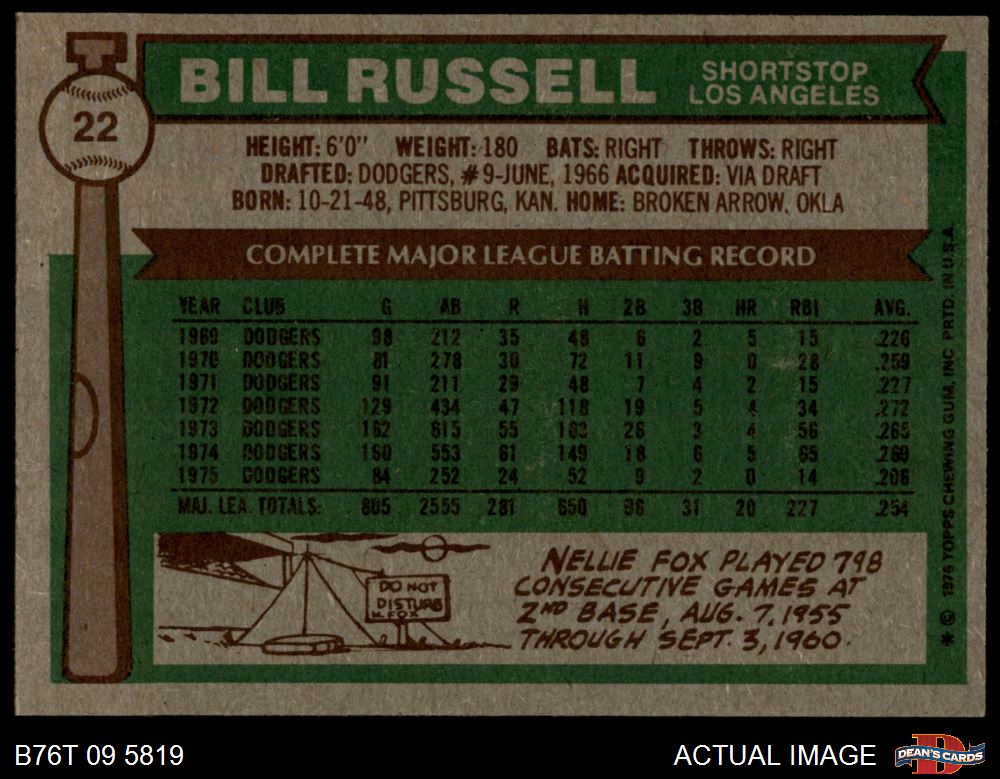 22
BILL RUSSELL
SHORTSTOP
LOS ANGELES
HEIGHT: 6'0" WEIGHT: 180 BATS: RIGHT THROWS: RIGHT
DRAFTED: DODGERS, #9-JUNE, 1966 ACQUIRED: VIA DRAFT
BORN: 10-21-48, PITTSBURG, KAN. HOME: BROKEN ARROW, OKLA
COMPLETE MAJOR LEAGUE BATTING RECORD
YEAR CLUB G AB R H 2B 3B HR RBI AVG.
1969 DODGERS 98 212 35 48 6 2 5 15 .226
1970 DODGERS 81 278 30 72 11 9 0 28 .259
1971 DODGERS 91 211 29 48 7 4 2 15 .227
1972 DODGERS 129 434 47 118 19 5 4 34 .272
1973 DODGERS 162 615 55 163 26 3 4 56 .265
1974 DODGERS 160 553 61 149 18 6 5 65 .269
1975 DODGERS 84 252 24 52 9 2 0 14 .206
MAJ. LEA. TOTALS: 805 2555 281 650 96 31 20 227 .254
DO NOT
DISTURB
N. FOX
NELLIE FOX PLAYED 798
CONSECUTIVE GAMES AT
2ND BASE, AUG. 7, 1955
THROUGH SEPT. 3, 1960.
* © 1976 TOPPS CHEWING GUM, INC. PRTD. IN U.S.A.
B76T 09 5819
ACTUAL IMAGE
D
DEAN'S CARDS